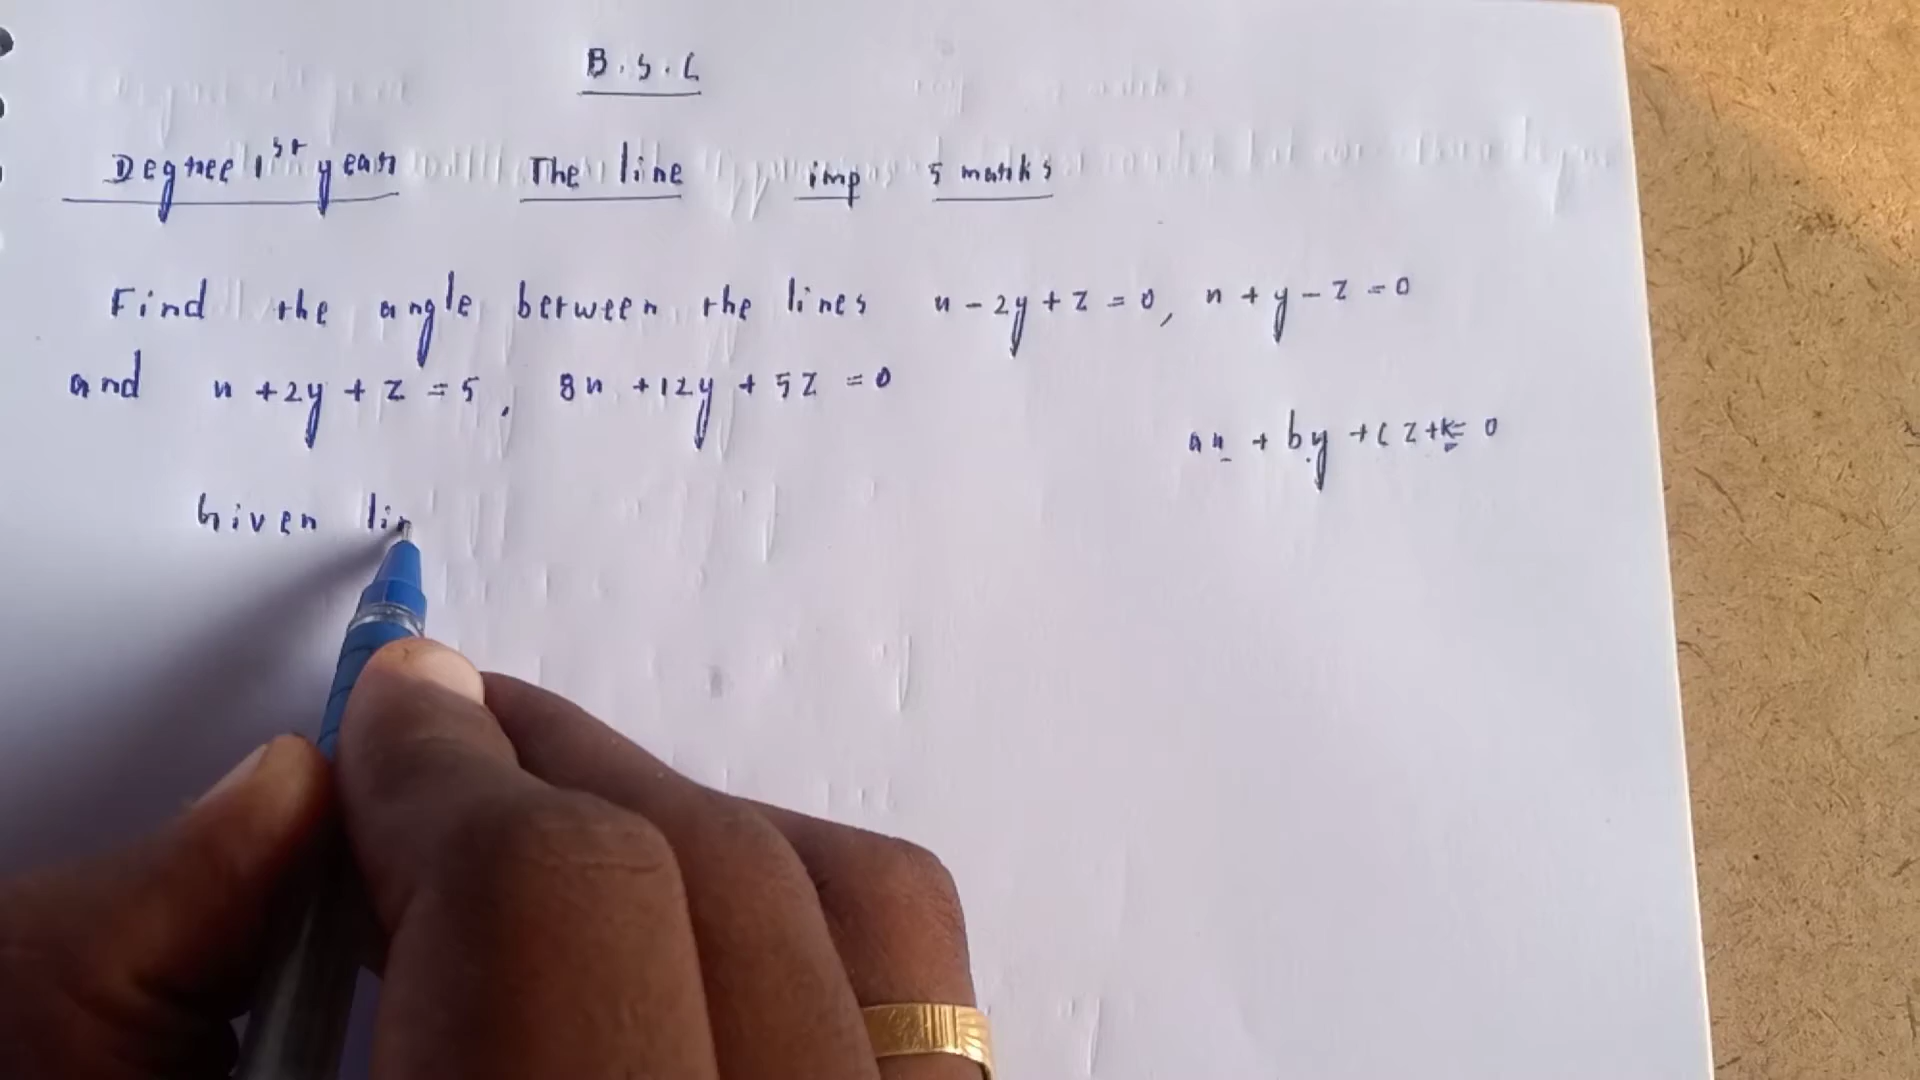 B.S.C
Degree 1st year The line imp 5 marks
Find the angle between the lines x - 2y + z = 0, x + y - z = 0
and x + 2y + z = 5, 8x + 12y + 5z = 0
ax + by + cz + k = 0
Given lin